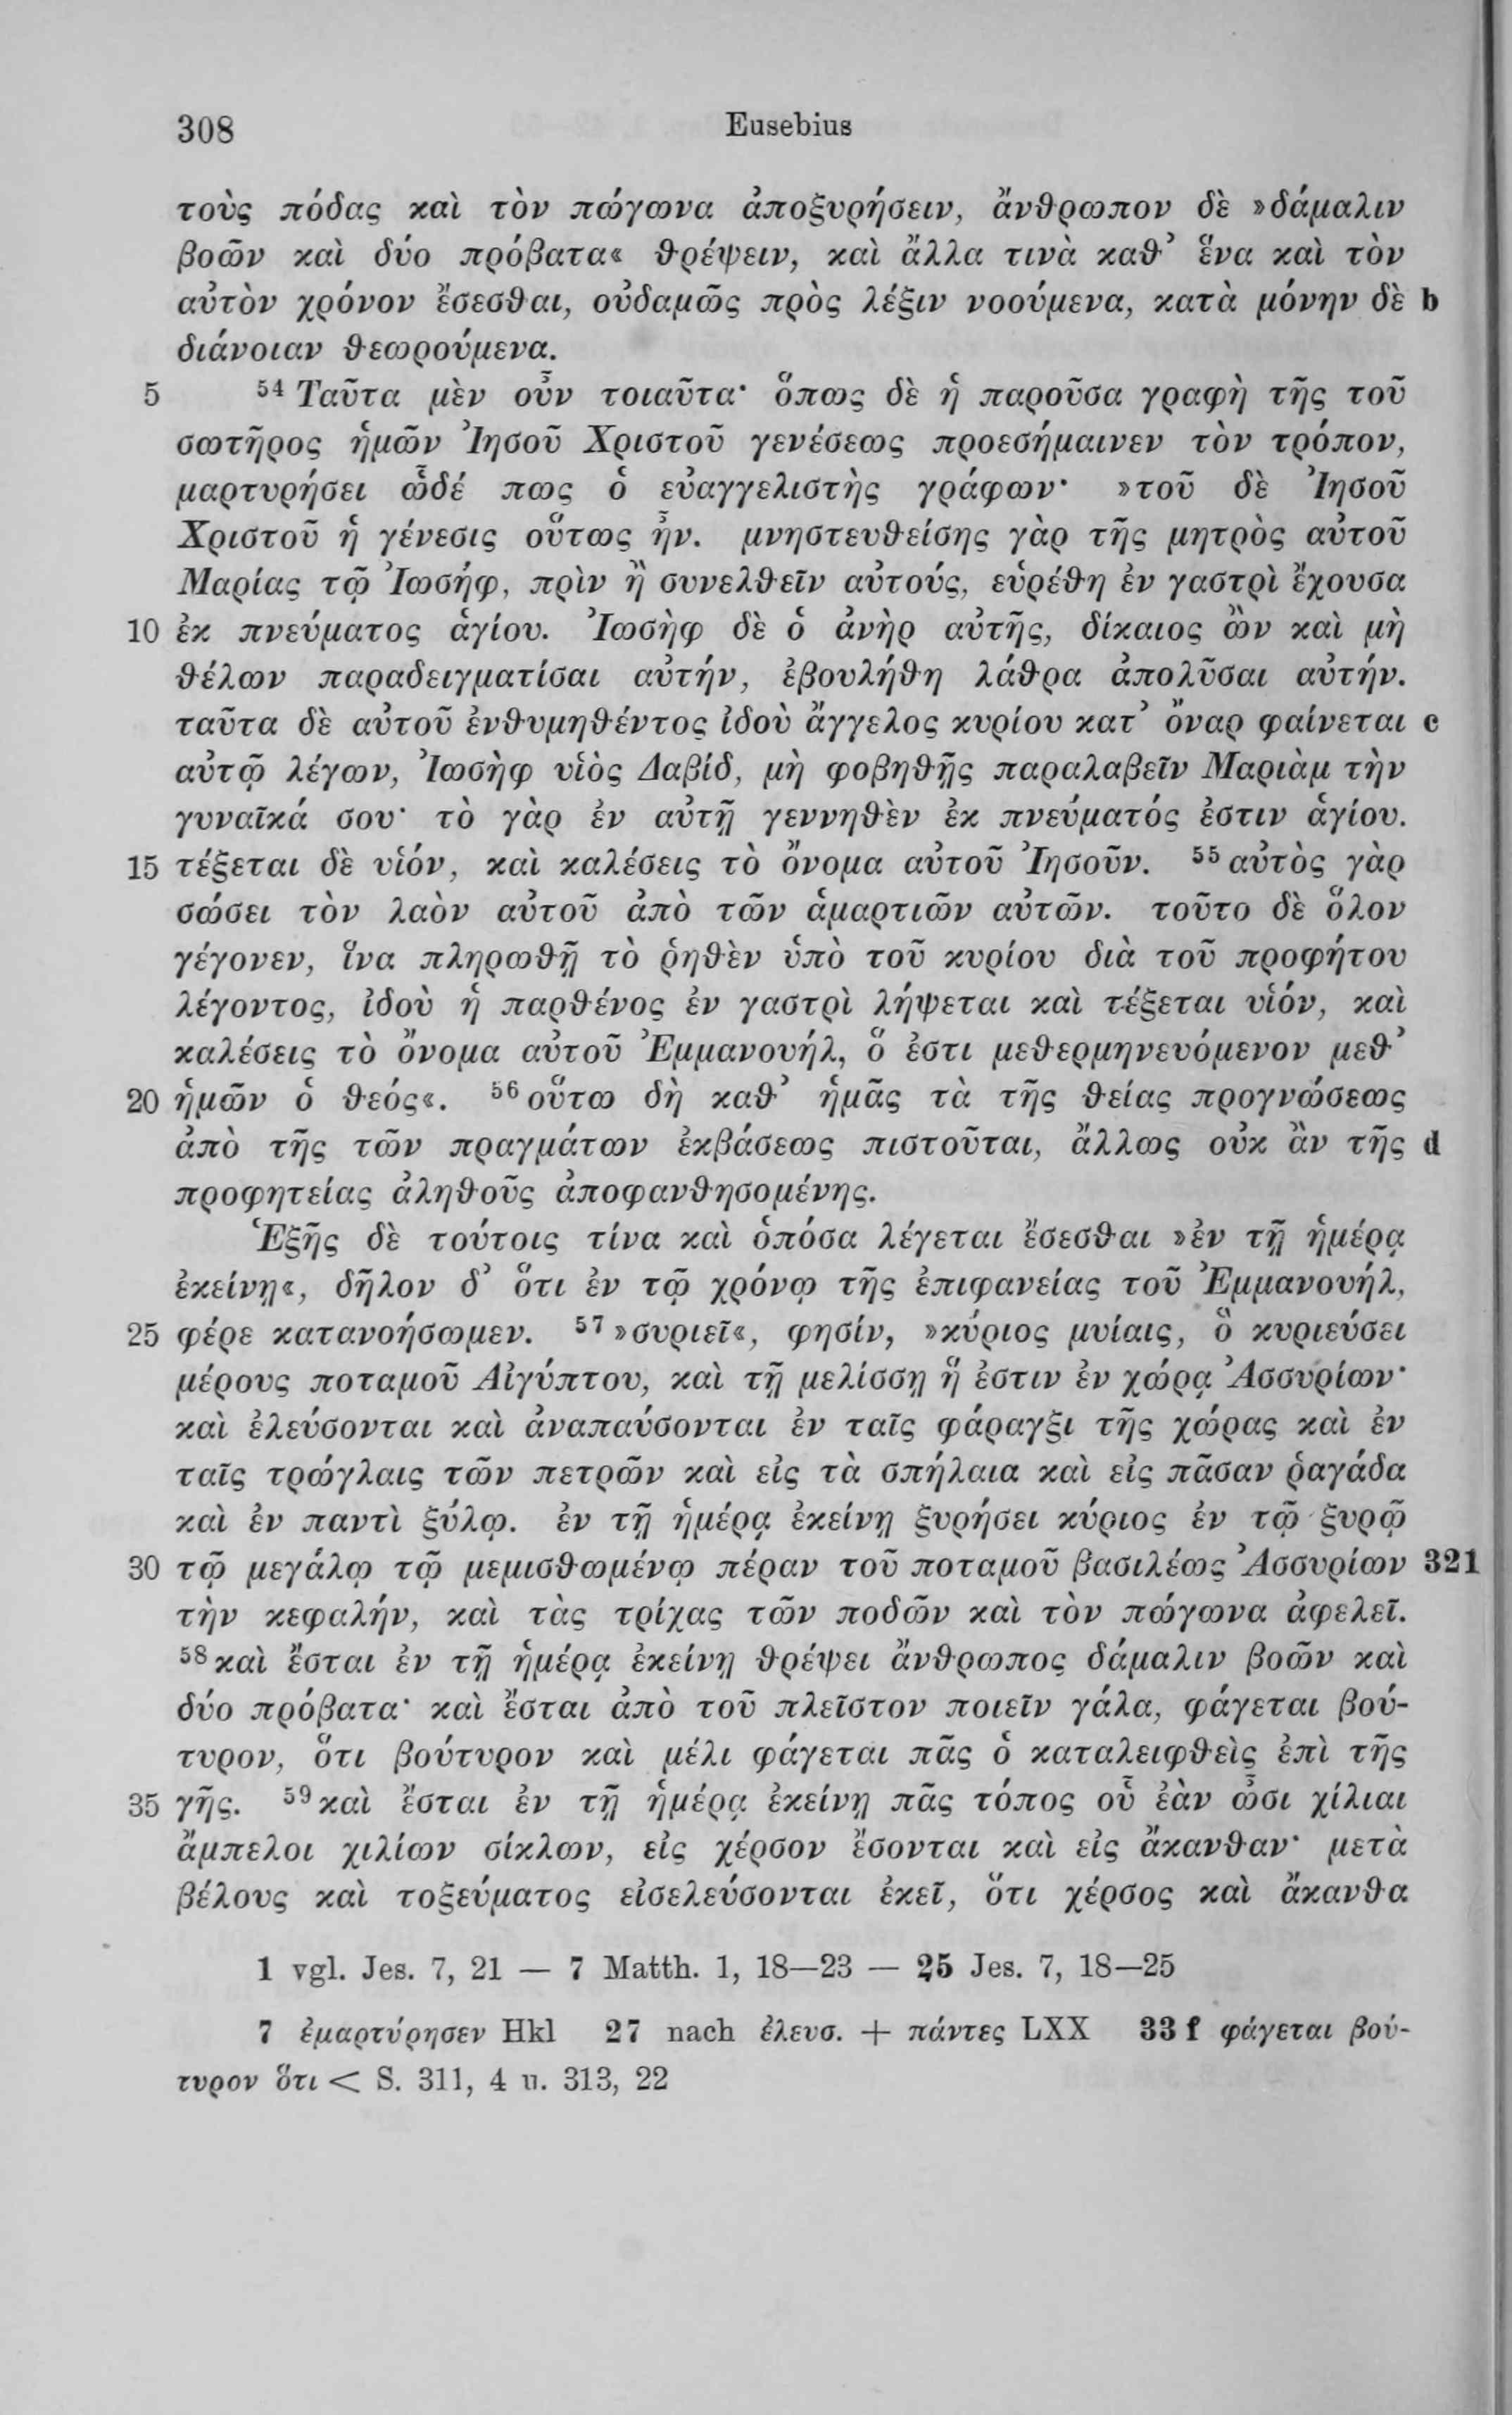 308 Eusebius
τοὺς πόδας καὶ τὸν πώγωνα ἀποξυρήσειν, ἄνθρωπον δὲ »δάμαλιν
βοῶν καὶ δύο πρόβατα« θρέψειν, καὶ ἄλλα τινὰ καθ’ ἕνα καὶ τὸν
αὐτὸν χρόνον ἔσεσθαι, οὐδαμῶς πρὸς λέξιν νοούμενα, κατὰ μόνην δὲ b
διάνοιαν θεωρούμενα.
5 ⁵⁴ Ταῦτα μὲν οὖν τοιαῦτα· ὅπως δὲ ἡ παροῦσα γραφὴ τῆς τοῦ
σωτῆρος ἡμῶν Ἰησοῦ Χριστοῦ γενέσεως προεσήμαινεν τὸν τρόπον,
μαρτυρήσει ὧδέ πως ὁ εὐαγγελιστὴς γράφων· »τοῦ δὲ Ἰησοῦ
Χριστοῦ ἡ γένεσις οὕτως ἦν. μνηστευθείσης γὰρ τῆς μητρὸς αὐτοῦ
Μαρίας τῷ Ἰωσήφ, πρὶν ἢ συνελθεῖν αὐτούς, εὑρέθη ἐν γαστρὶ ἔχουσα
10 ἐκ πνεύματος ἁγίου. Ἰωσὴφ δὲ ὁ ἀνὴρ αὐτῆς, δίκαιος ὢν καὶ μὴ
θέλων παραδειγματίσαι αὐτήν, ἐβουλήθη λάθρα ἀπολῦσαι αὐτήν.
ταῦτα δὲ αὐτοῦ ἐνθυμηθέντος ἰδοὺ ἄγγελος κυρίου κατ’ ὄναρ φαίνεται c
αὐτῷ λέγων, Ἰωσὴφ υἱὸς Δαβίδ, μὴ φοβηθῇς παραλαβεῖν Μαριὰμ τὴν
γυναῖκά σου· τὸ γὰρ ἐν αὐτῇ γεννηθὲν ἐκ πνεύματός ἐστιν ἁγίου.
15 τέξεται δὲ υἱόν, καὶ καλέσεις τὸ ὄνομα αὐτοῦ Ἰησοῦν. ⁵⁵ αὐτὸς γὰρ
σώσει τὸν λαὸν αὐτοῦ ἀπὸ τῶν ἁμαρτιῶν αὐτῶν. τοῦτο δὲ ὅλον
γέγονεν, ἵνα πληρωθῇ τὸ ῥηθὲν ὑπὸ τοῦ κυρίου διὰ τοῦ προφήτου
λέγοντος, ἰδοὺ ἡ παρθένος ἐν γαστρὶ λήψεται καὶ τέξεται υἱόν, καὶ
καλέσεις τὸ ὄνομα αὐτοῦ Ἐμμανουήλ, ὅ ἐστι μεθερμηνευόμενον μεθ’
20 ἡμῶν ὁ θεός«. ⁵⁶ οὕτω δὴ καθ’ ἡμᾶς τὰ τῆς θείας προγνώσεως
ἀπὸ τῆς τῶν πραγμάτων ἐκβάσεως πιστοῦται, ἄλλως οὐκ ἂν τῆς d
προφητείας ἀληθοῦς ἀποφανθησομένης.
Ἑξῆς δὲ τούτοις τίνα καὶ ὁπόσα λέγεται ἔσεσθαι »ἐν τῇ ἡμέρᾳ
ἐκείνῃ«, δῆλον δ’ ὅτι ἐν τῷ χρόνῳ τῆς ἐπιφανείας τοῦ Ἐμμανουήλ,
25 φέρε κατανοήσωμεν. ⁵⁷ »συριεῖ«, φησίν, »κύριος μυίαις, ὃ κυριεύσει
μέρους ποταμοῦ Αἰγύπτου, καὶ τῇ μελίσσῃ ἥ ἐστιν ἐν χώρᾳ Ἀσσυρίων·
καὶ ἐλεύσονται καὶ ἀναπαύσονται ἐν ταῖς φάραγξι τῆς χώρας καὶ ἐν
ταῖς τρώγλαις τῶν πετρῶν καὶ εἰς τὰ σπήλαια καὶ εἰς πᾶσαν ῥαγάδα
καὶ ἐν παντὶ ξύλῳ. ἐν τῇ ἡμέρᾳ ἐκείνῃ ξυρήσει κύριος ἐν τῷ ξυρῷ
30 τῷ μεγάλῳ τῷ μεμισθωμένῳ πέραν τοῦ ποταμοῦ βασιλέως Ἀσσυρίων 321
τὴν κεφαλήν, καὶ τὰς τρίχας τῶν ποδῶν καὶ τὸν πώγωνα ἀφελεῖ.
⁵⁸ καὶ ἔσται ἐν τῇ ἡμέρᾳ ἐκείνῃ θρέψει ἄνθρωπος δάμαλιν βοῶν καὶ
δύο πρόβατα· καὶ ἔσται ἀπὸ τοῦ πλεῖστον ποιεῖν γάλα, φάγεται βού-
τυρον, ὅτι βούτυρον καὶ μέλι φάγεται πᾶς ὁ καταλειφθεὶς ἐπὶ τῆς
35 γῆς. ⁵⁹ καὶ ἔσται ἐν τῇ ἡμέρᾳ ἐκείνῃ πᾶς τόπος οὗ ἐὰν ὦσι χίλιαι
ἄμπελοι χιλίων σίκλων, εἰς χέρσον ἔσονται καὶ εἰς ἄκανθαν· μετὰ
βέλους καὶ τοξεύματος εἰσελεύσονται ἐκεῖ, ὅτι χέρσος καὶ ἄκανθα
1 vgl. Jes. 7, 21 — 7 Matth. 1, 18—23 — 25 Jes. 7, 18—25
7 ἐμαρτύρησεν Hkl 27 nach ἐλευσ. + πάντες LXX 33 f φάγεται βού-
τυρον ὅτι < S. 311, 4 u. 313, 22